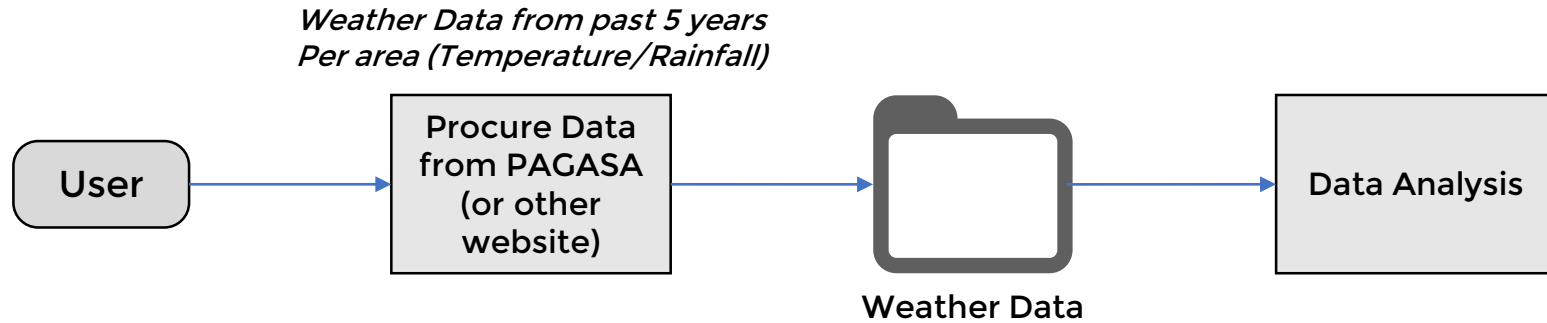 Weather Data from past 5 years
Per area (Temperature/Rainfall)
User
Procure Data
from PAGASA
(or other
website)
Weather Data
Data Analysis